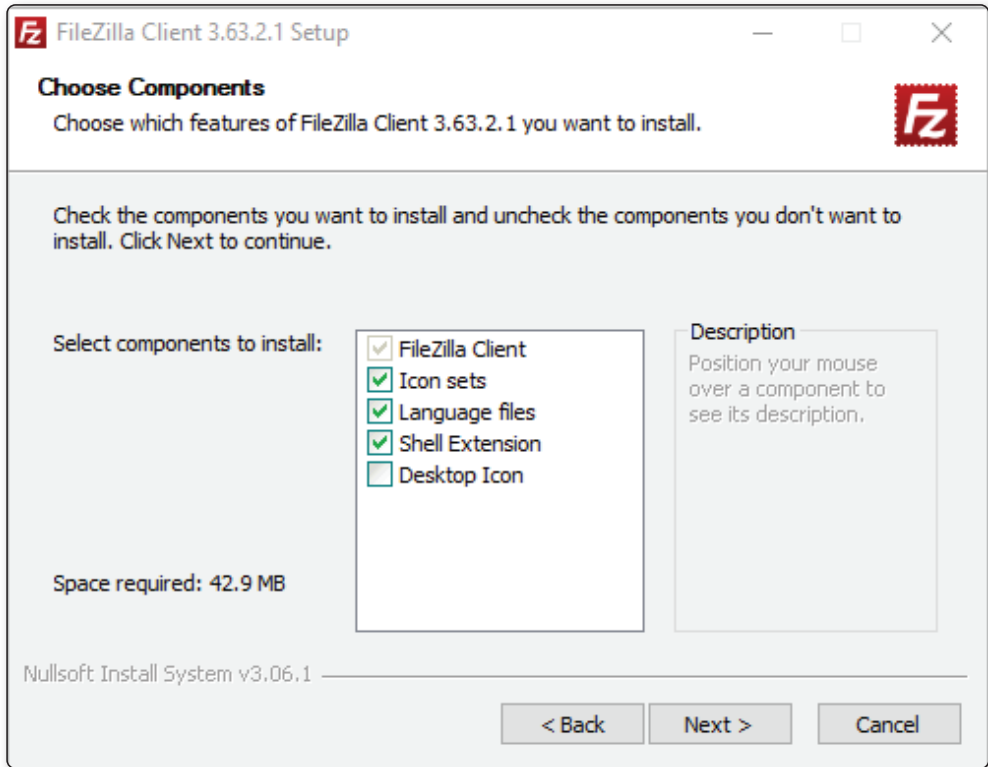 FileZilla Client 3.63.2.1 Setup
Choose Components
Choose which features of FileZilla Client 3.63.2.1 you want to install.
Fz
Check the components you want to install and uncheck the components you don't want to
install. Click Next to continue.
Select components to install:
FileZilla Client
Icon sets
Language files
Shell Extension
Desktop Icon
Description
Position your mouse
over a component to
see its description.
Space required: 42.9 MB
Nullsoft Install System v3.06.1
< Back
Next >
Cancel